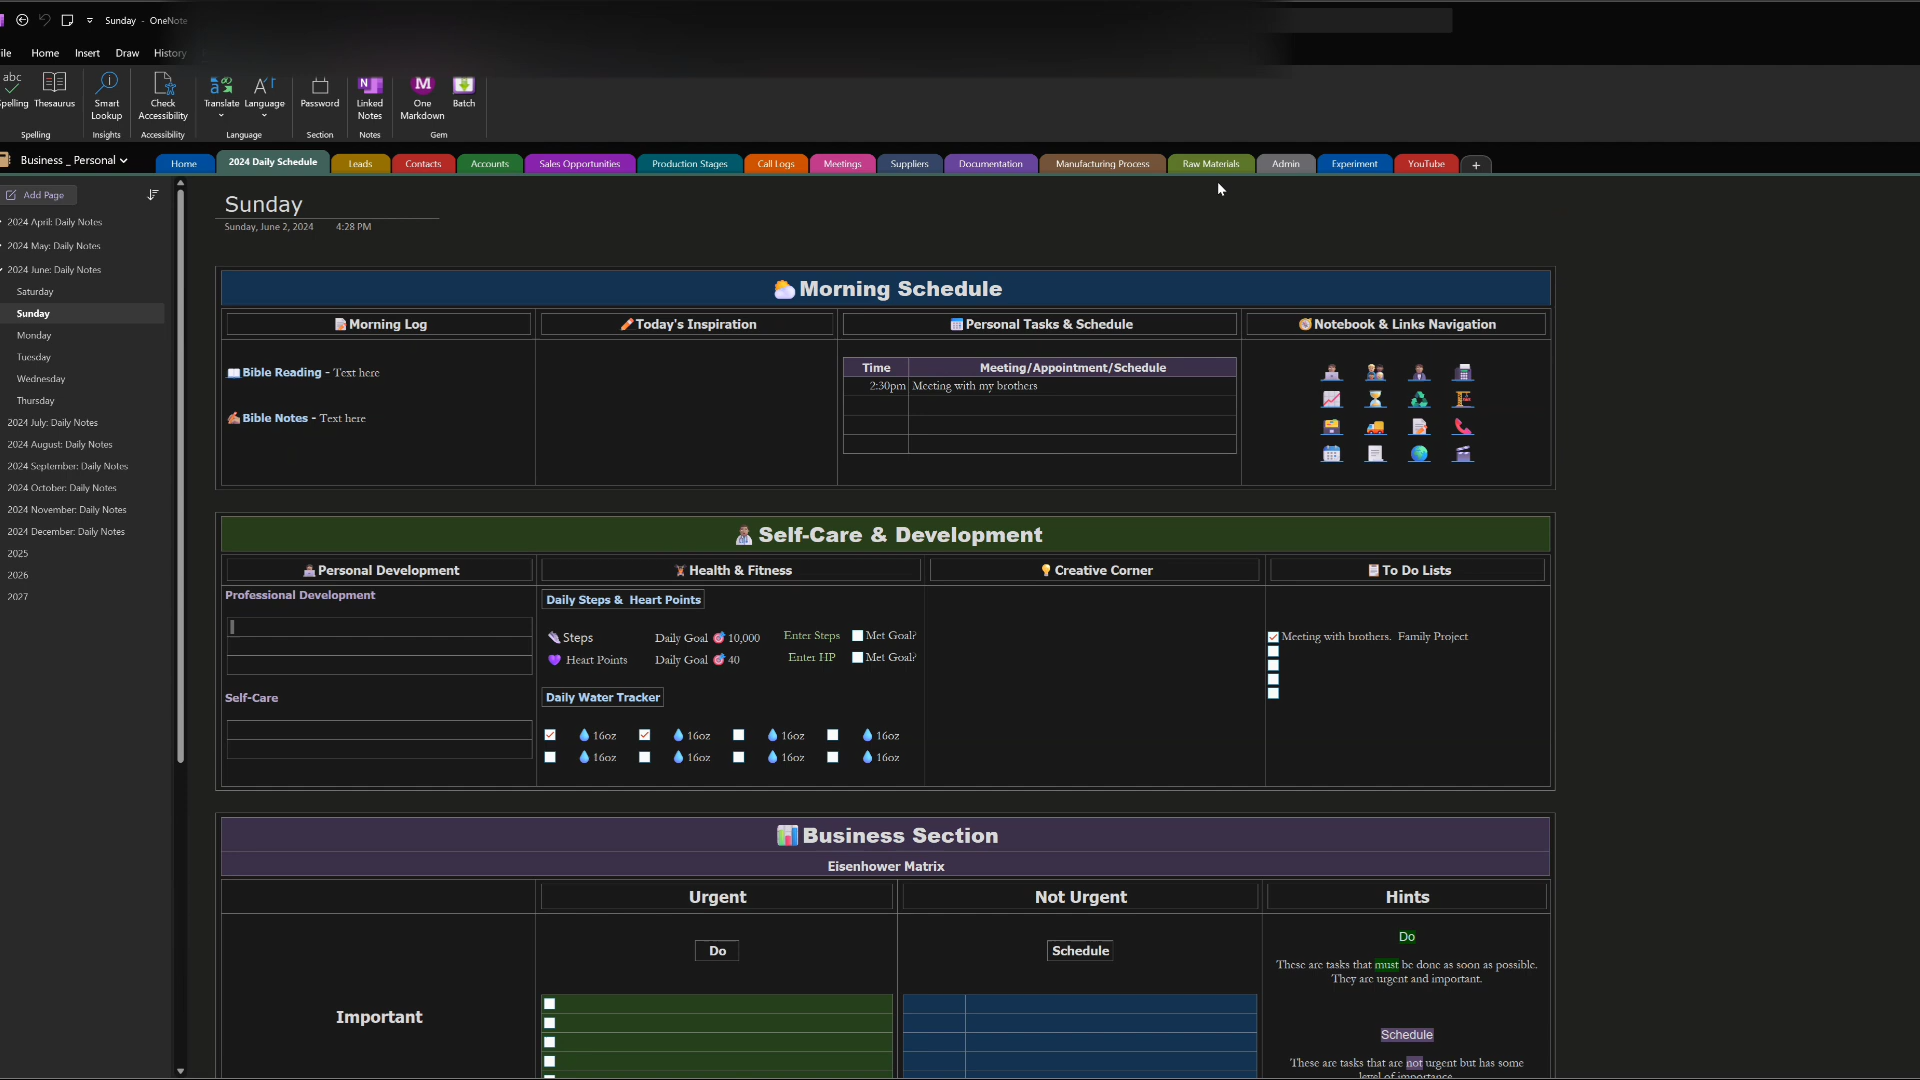 Sunday - OneNote
Home Insert Draw History
abc
Spelling Thesaurus Smart Lookup Check Accessibility Translate Language Password Linked Notes One Markdown Batch
Spelling Insights Accessibility Language Section Notes Gem
Business _ Personal Home 2024 Daily Schedule Leads Contacts Accounts Sales Opportunities Production Stages Call Logs Meetings Suppliers Documentation Manufacturing Process Raw Materials Admin Experiment YouTube +
Add Page
2024 April: Daily Notes
2024 May: Daily Notes
2024 June: Daily Notes
Saturday
Sunday
Monday
Tuesday
Wednesday
Thursday
2024 July: Daily Notes
2024 August: Daily Notes
2024 September: Daily Notes
2024 October: Daily Notes
2024 November: Daily Notes
2024 December: Daily Notes
2025
2026
2027
Sunday
Sunday, June 2, 2024 4:28 PM
Morning Schedule
Morning Log Today's Inspiration Personal Tasks & Schedule Notebook & Links Navigation
Bible Reading - Text here
Bible Notes - Text here
Time Meeting/Appointment/Schedule
2:30pm Meeting with my brothers
Self-Care & Development
Personal Development Health & Fitness Creative Corner To Do Lists
Professional Development
Self-Care
Daily Steps & Heart Points
Steps Daily Goal 10,000 Enter Steps Met Goal?
Heart Points Daily Goal 40 Enter HP Met Goal?
Daily Water Tracker
16oz 16oz 16oz 16oz
16oz 16oz 16oz 16oz
Meeting with brothers. Family Project
Business Section
Eisenhower Matrix
Urgent Not Urgent Hints
Important
Do
Schedule
Do
These are tasks that must be done as soon as possible.
They are urgent and important.
Schedule
These are tasks that are not urgent but has some
level of importance